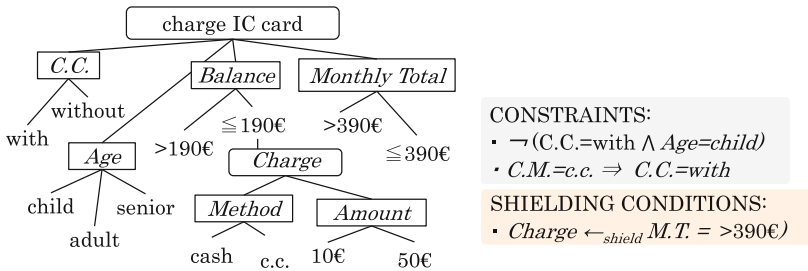 charge IC card
C.C.
Balance
Monthly Total
with
without
>190€
≦190€
>390€
≦390€
Age
Charge
child
adult
senior
Method
Amount
cash
c.c.
10€
50€
CONSTRAINTS:
・ ¬ (C.C.=with ∧ Age=child)
・ C.M.=c.c. ⇒ C.C.=with
SHIELDING CONDITIONS:
・ Charge ←shield M.T. = >390€)